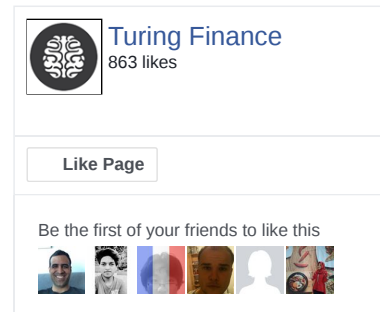 Turing Finance
863 likes
Like Page
Be the first of your friends to like this